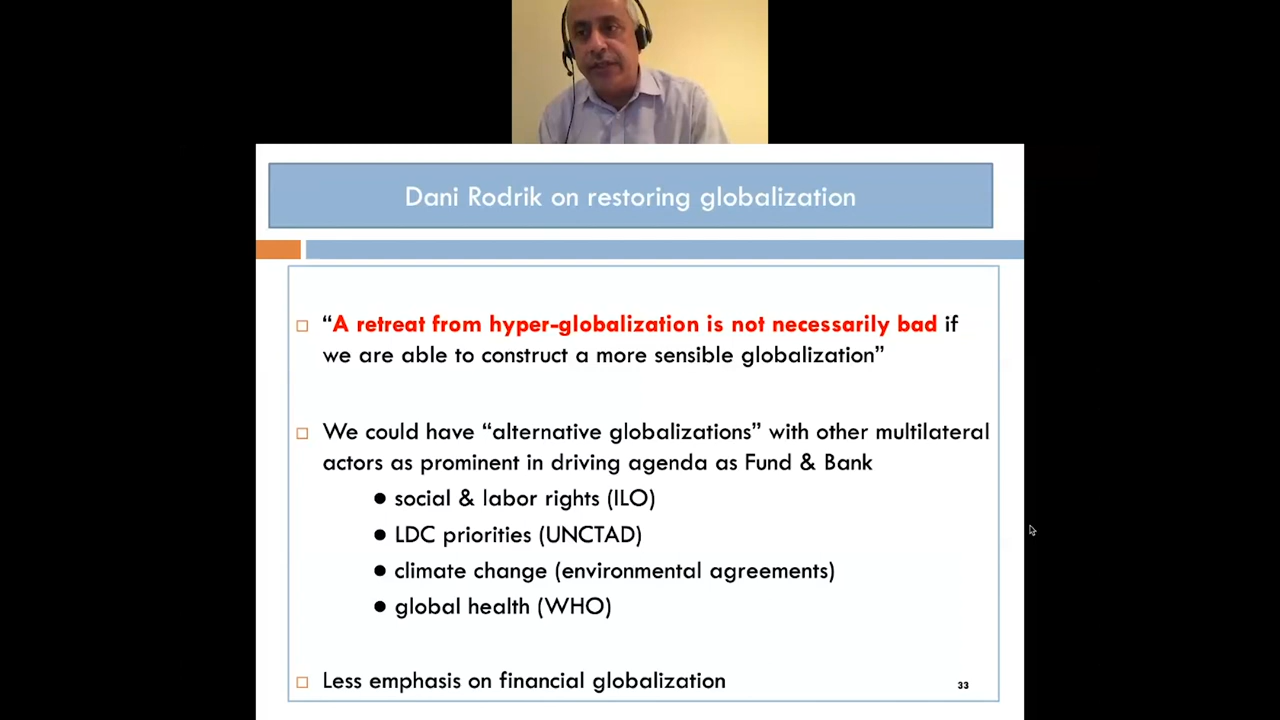 Dani Rodrik on restoring globalization
“A retreat from hyper-globalization is not necessarily bad if
we are able to construct a more sensible globalization”
We could have “alternative globalizations” with other multilateral
actors as prominent in driving agenda as Fund & Bank
● social & labor rights (ILO)
● LDC priorities (UNCTAD)
● climate change (environmental agreements)
● global health (WHO)
Less emphasis on financial globalization
33